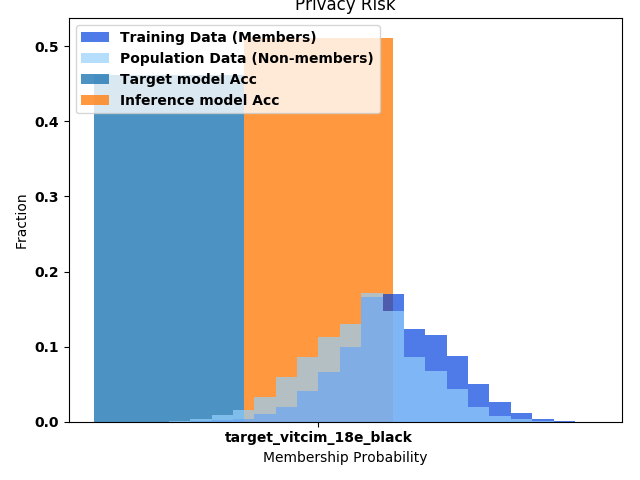 Privacy Risk
Training Data (Members)
Population Data (Non-members)
Target model Acc
Inference model Acc
0.5
0.4
0.3
0.2
0.1
0.0
Fraction
target_vitcim_18e_black
Membership Probability